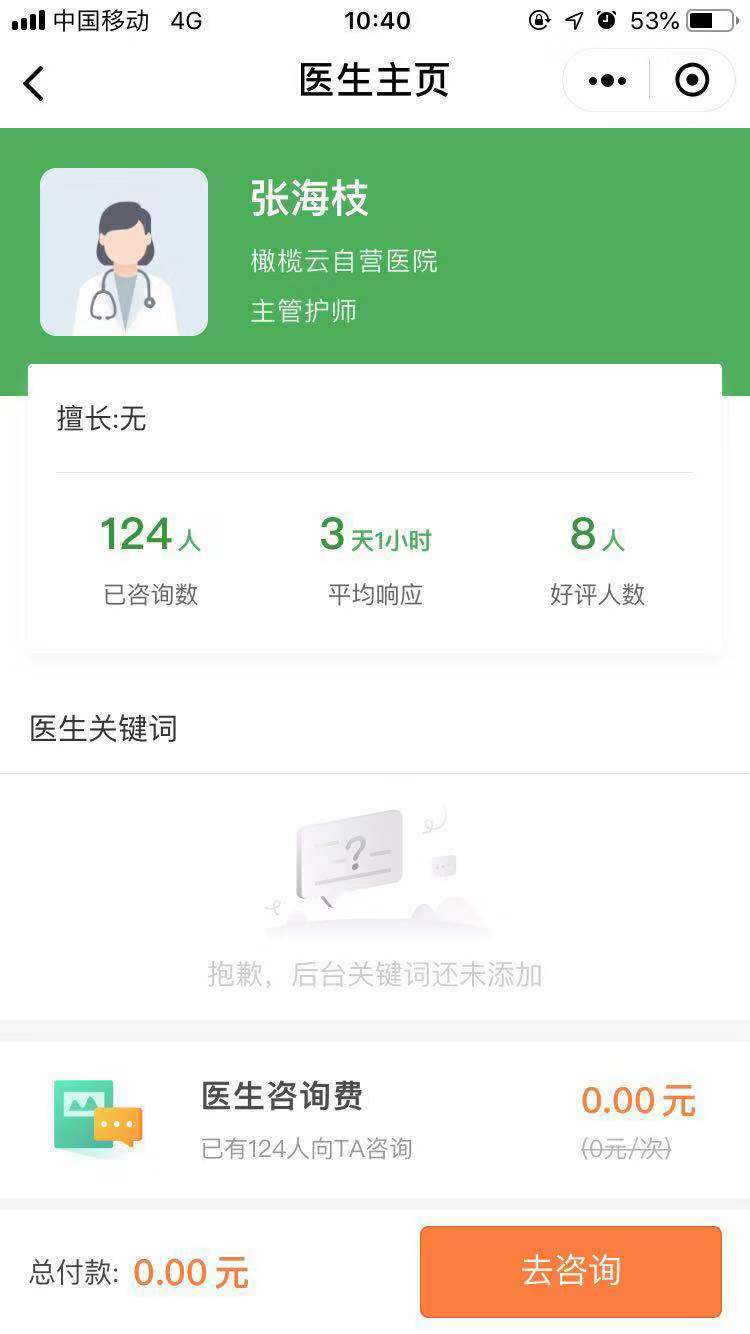 中国移动 4G 10:40 53%
医生主页
张海枝
橄榄云自营医院
主管护师
擅长:无
124人 3天1小时 8人
已咨询数 平均响应 好评人数
医生关键词
?
抱歉，后台关键词还未添加
医生咨询费 0.00元
已有124人向TA咨询 (0元/次)
总付款: 0.00元 去咨询